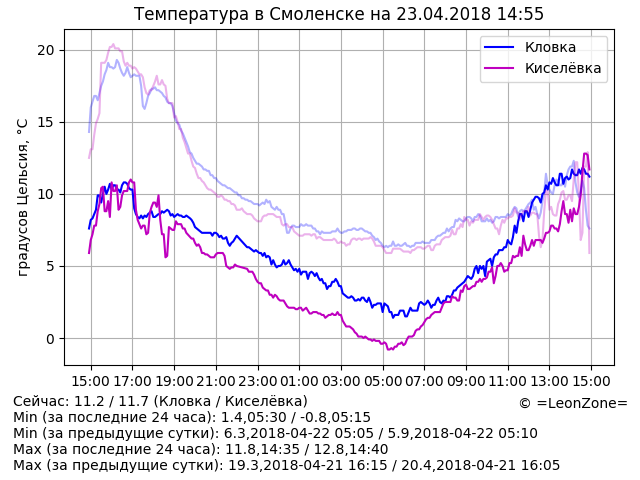 Температура в Смоленске на 23.04.2018 14:55
Кловка
Киселёвка
градусов Цельсия, °C
20
15
10
5
0
15:00 17:00 19:00 21:00 23:00 01:00 03:00 05:00 07:00 09:00 11:00 13:00 15:00
Сейчас: 11.2 / 11.7 (Кловка / Киселёвка)
© =LeonZone=
Min (за последние 24 часа): 1.4,05:30 / -0.8,05:15
Min (за предыдущие сутки): 6.3,2018-04-22 05:05 / 5.9,2018-04-22 05:10
Max (за последние 24 часа): 11.8,14:35 / 12.8,14:40
Max (за предыдущие сутки): 19.3,2018-04-21 16:15 / 20.4,2018-04-21 16:05